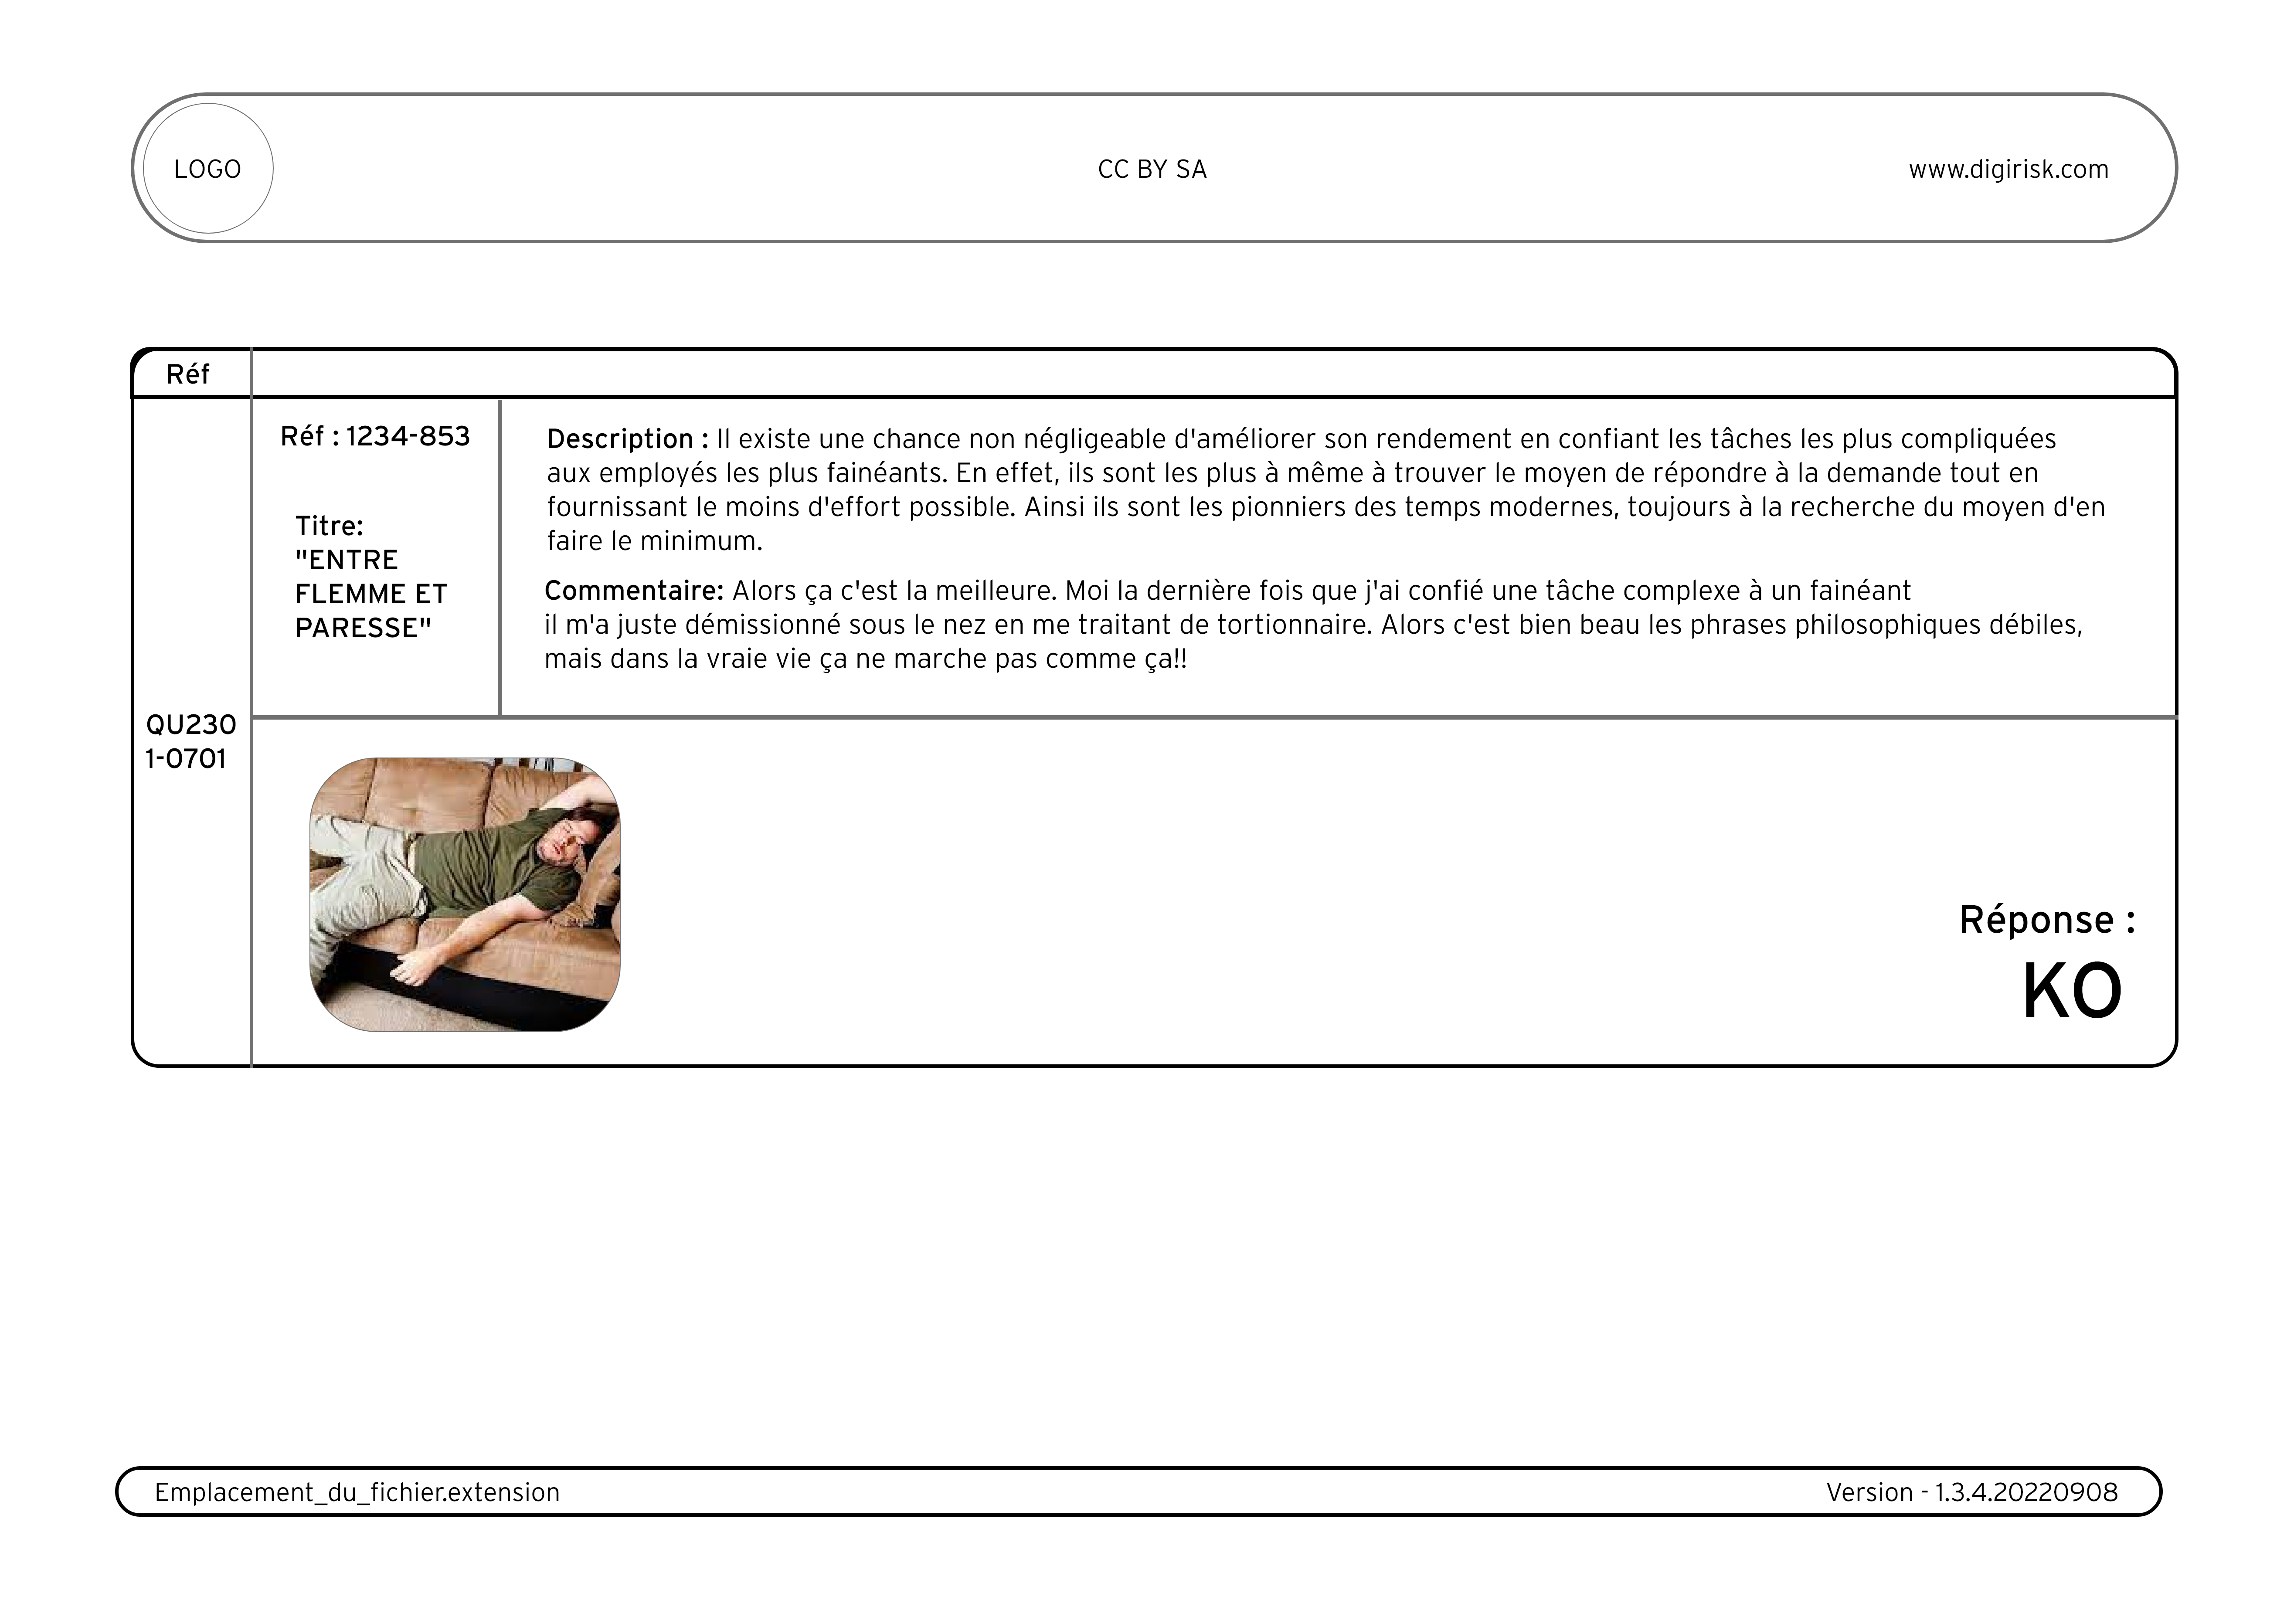 LOGO
CC BY SA
www.digirisk.com
Réf
QU230
1-0701
Réf : 1234-853
Titre:
"ENTRE
FLEMME ET
PARESSE"
Description : Il existe une chance non négligeable d'améliorer son rendement en confiant les tâches les plus compliquées
aux employés les plus fainéants. En effet, ils sont les plus à même à trouver le moyen de répondre à la demande tout en
fournissant le moins d'effort possible. Ainsi ils sont les pionniers des temps modernes, toujours à la recherche du moyen d'en
faire le minimum.
Commentaire: Alors ça c'est la meilleure. Moi la dernière fois que j'ai confié une tâche complexe à un fainéant
il m'a juste démissionné sous le nez en me traitant de tortionnaire. Alors c'est bien beau les phrases philosophiques débiles,
mais dans la vraie vie ça ne marche pas comme ça!!
Réponse :
KO
Emplacement_du_fichier.extension
Version - 1.3.4.20220908